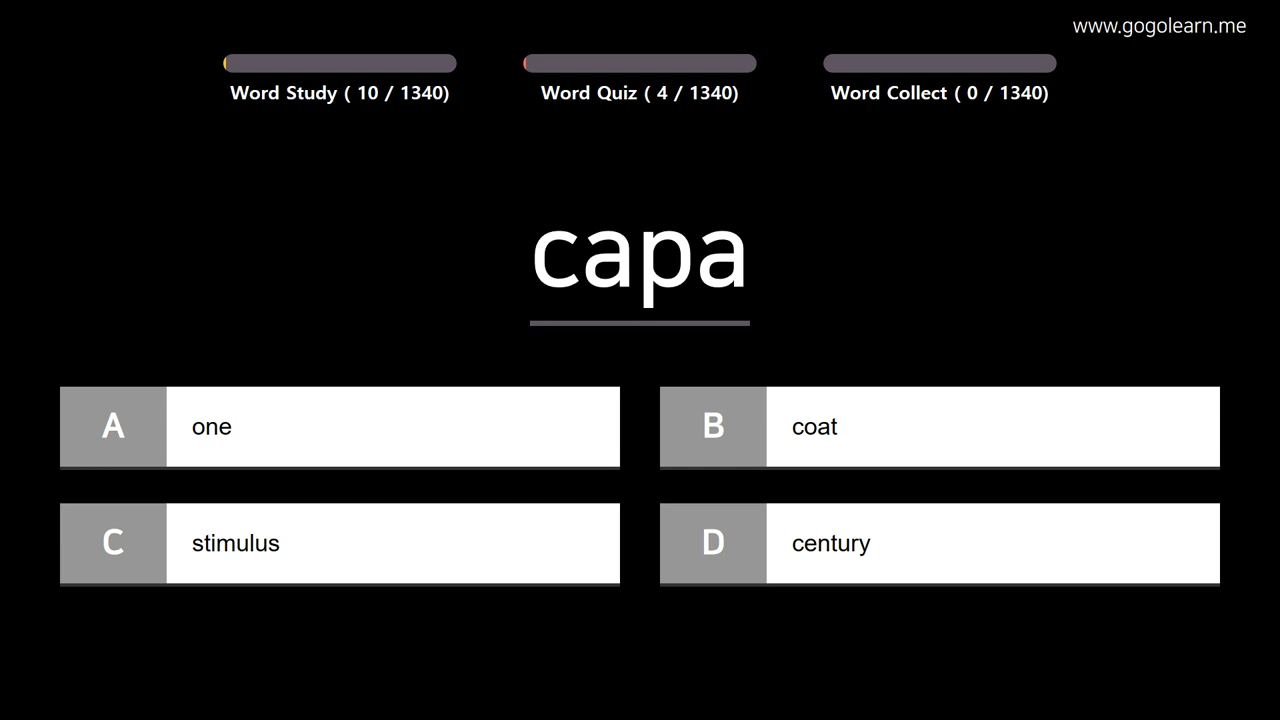 www.gogolearn.me
Word Study ( 10 / 1340)
Word Quiz ( 4 / 1340)
Word Collect ( 0 / 1340)
capa
A one
B coat
C stimulus
D century